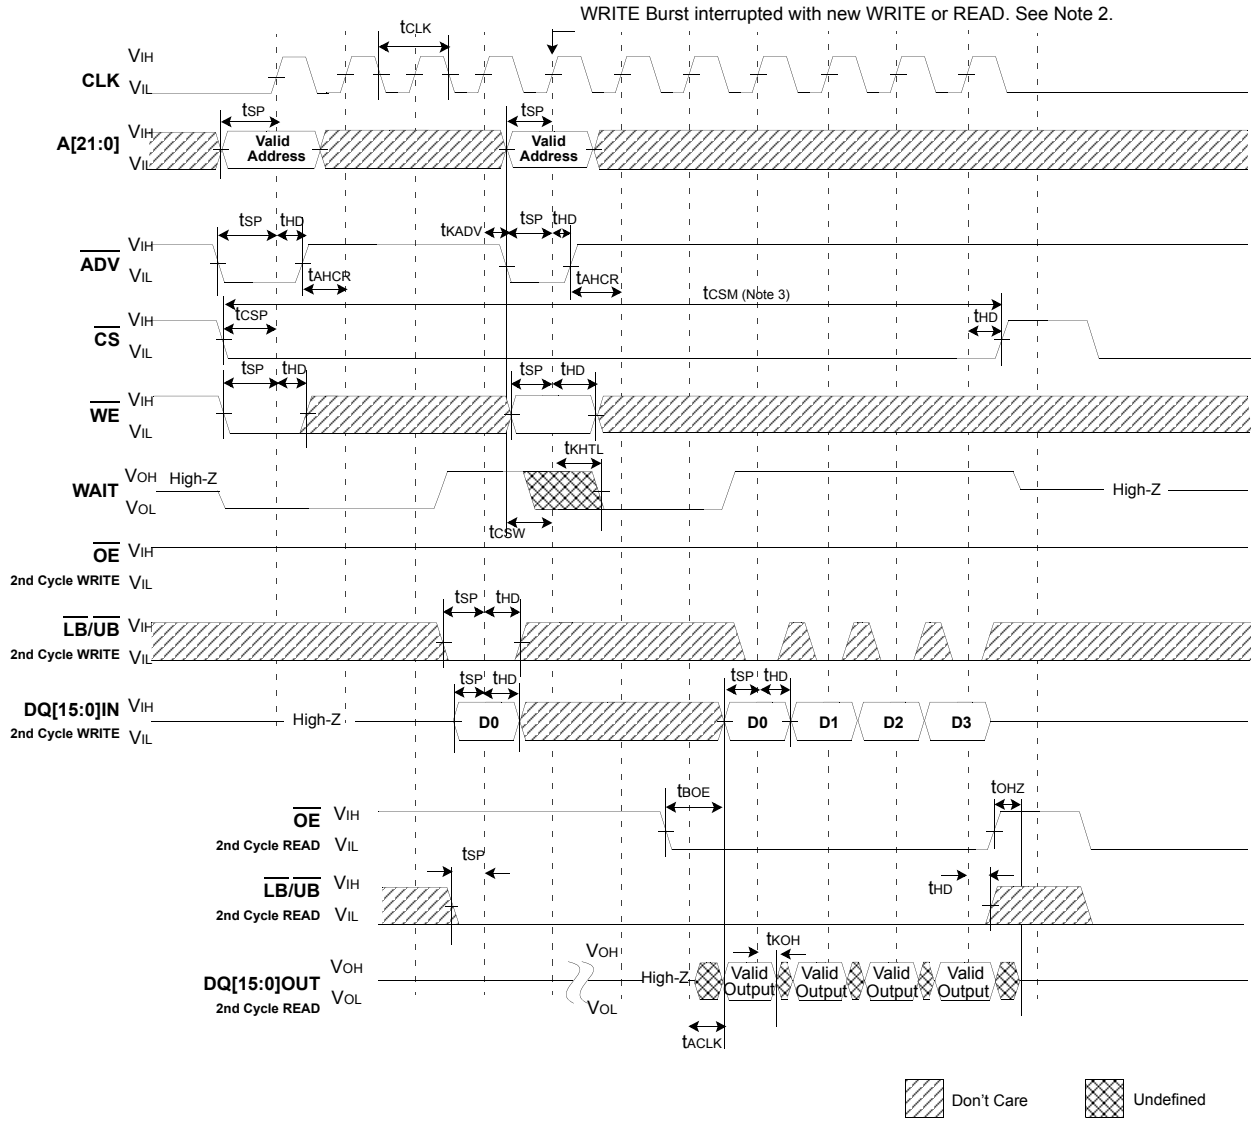 WRITE Burst interrupted with new WRITE or READ. See Note 2.
tCLK
CLK VIH
VIL
tSP tSP
A[21:0] VIH
VIL
Valid Address
Valid Address
tSP tHD tKADV tSP tHD
ADV VIH
VIL
tAHCR tAHCR
tCSM (Note 3)
tCSP tHD
CS VIH
VIL
tSP tHD tSP tHD
WE VIH
VIL
tKHTL
WAIT VOH High-Z High-Z
VOL
tCSW
OE VIH
2nd Cycle WRITE VIL
tSP tHD
LB/UB VIH
2nd Cycle WRITE VIL
tSP tHD tSP tHD
DQ[15:0]IN VIH
2nd Cycle WRITE VIL
High-Z D0 D0 D1 D2 D3
tBOE tOHZ
OE VIH
2nd Cycle READ VIL
tSP tHD
LB/UB VIH
2nd Cycle READ VIL
tKOH
DQ[15:0]OUT VOH
2nd Cycle READ VOL
VOH
VOL
High-Z
Valid Output
Valid Output
Valid Output
Valid Output
tACLK
Don't Care Undefined